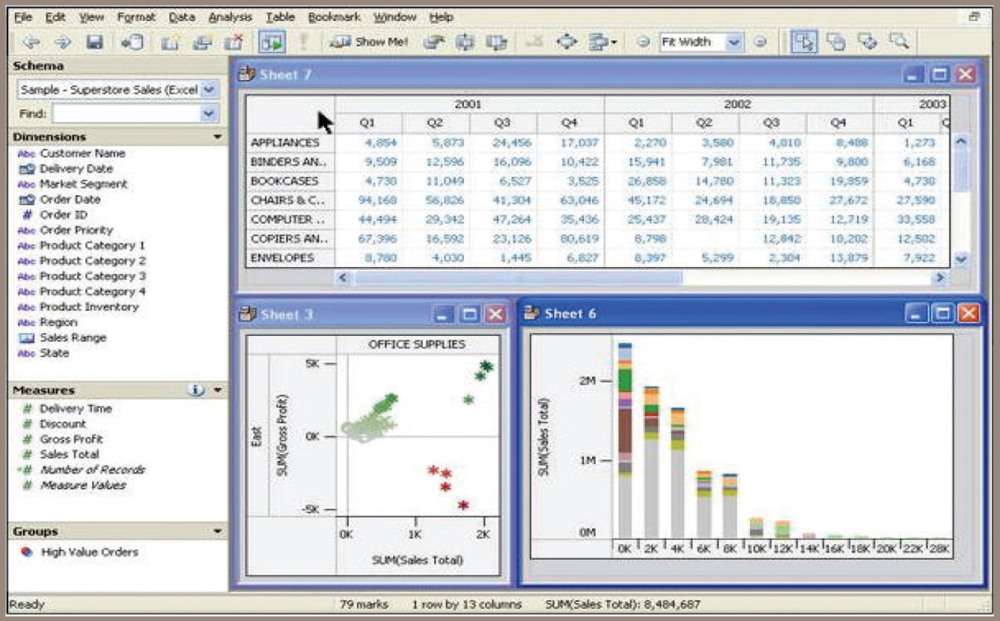 File Edit View Format Data Analysis Table Bookmark Window Help
Show Me! Fit Width
Schema
Sample - Superstore Sales (Excel
Find:
Dimensions
Abc Customer Name
Delivery Date
Abc Market Segment
Order Date
# Order ID
Abc Order Priority
Abc Product Category 1
Abc Product Category 2
Abc Product Category 3
Abc Product Category 4
Abc Product Inventory
Abc Region
Sales Range
Abc State
Measures
# Delivery Time
# Discount
# Gross Profit
# Sales Total
# Number of Records
# Measure Values
Groups
High Value Orders
Sheet 7
2001 2002 2003
Q1 Q2 Q3 Q4 Q1 Q2 Q3 Q4 Q1
APPLIANCES 4,854 5,873 24,456 17,037 2,270 3,580 4,010 8,488 1,273
BINDERS AN.. 9,509 12,596 16,096 10,422 15,941 7,981 11,735 9,800 6,168
BOOKCASES 4,730 11,049 6,527 3,525 26,858 14,780 11,323 19,859 4,730
CHAIRS & C.. 94,168 56,826 41,304 63,046 45,172 24,694 18,850 27,672 27,590
COMPUTER .. 44,494 29,342 47,264 35,436 25,437 28,424 19,135 12,719 33,558
COPIERS AN.. 67,396 16,592 23,126 80,619 8,798 12,842 10,202 12,502
ENVELOPES 8,780 4,030 1,445 6,827 8,397 5,299 2,304 13,879 7,922
Sheet 3
OFFICE SUPPLIES
East
SUM(Gross Profit)
5K
0K
-5K
0K 1K 2K
SUM(Sales Total)
Sheet 6
SUM(Sales Total)
2M
1M
0M
0K 2K 4K 6K 8K 10K 12K 14K 16K 18K 20K 22K 28K
Ready 79 marks 1 row by 13 columns SUM(Sales Total): 8,484,687